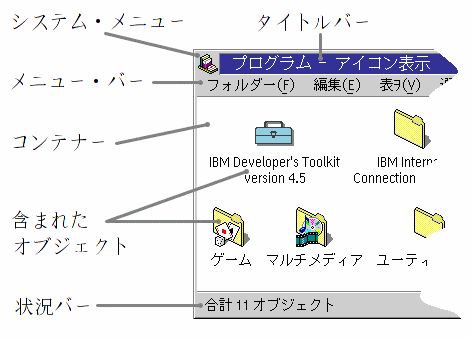 システム・メニュー
タイトルバー
プログラム - アイコン表示
メニュー・バー
フォルダー(F) 編集(E) 表ヲ(V)
コンテナー
IBM Developer's Toolkit
Version 4.5
IBM Intern
Connection
含まれた
オブジェクト
ゲーム
マルチメディア
ユーティ
状況バー
合計 11 オブジェクト